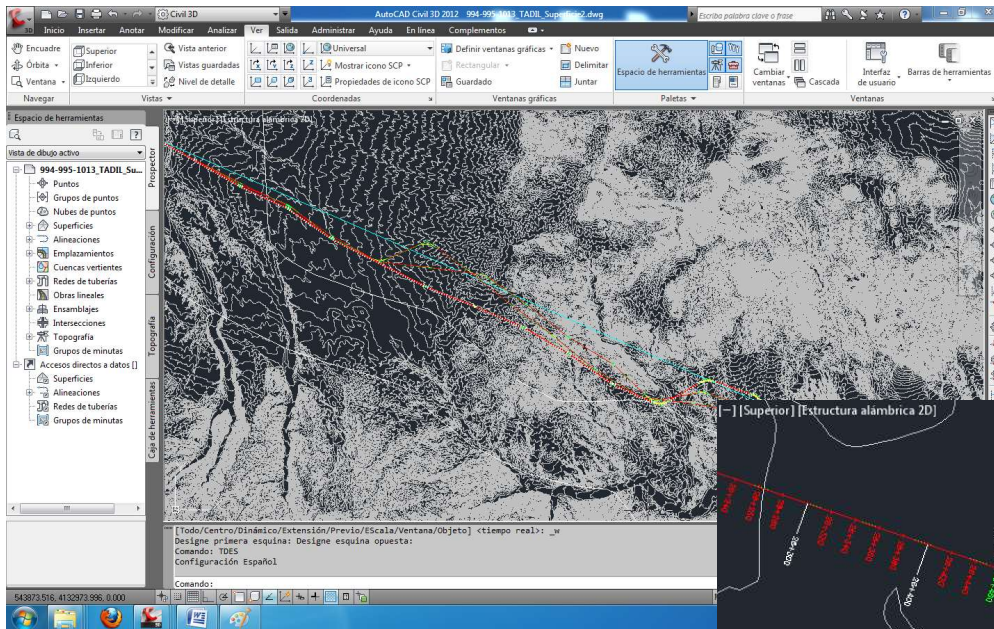 Civil 3D
AutoCAD Civil 3D 2012 994-995-1013_TADIL_Superficie2.dwg
Escriba palabra clave o frase
Inicio Insertar Anotar Modificar Analizar Ver Salida Administrar Ayuda En línea Complementos
Encuadre
Órbita
Ventana
Navegar
Superior
Inferior
Izquierdo
Vista anterior
Vistas guardadas
Nivel de detalle
Vistas
Universal
Mostrar icono SCP
Propiedades de icono SCP
Coordenadas
Definir ventanas gráficas
Rectangular
Guardado
Nuevo
Delimitar
Juntar
Ventanas gráficas
Espacio de herramientas
Paletas
Cambiar ventanas
Cascada
Interfaz de usuario
Barras de herramientas
Ventanas
Espacio de herramientas
Vista de dibujo activo
994-995-1013_TADIL_Su...
Puntos
Grupos de puntos
Nubes de puntos
Superficies
Alineaciones
Emplazamientos
Cuencas vertientes
Redes de tuberías
Obras lineales
Ensamblajes
Intersecciones
Topografía
Grupos de minutas
Accesos directos a datos []
Superficies
Alineaciones
Redes de tuberías
Grupos de minutas
Prospector
Configuración
Topografía
Caja de herramientas
[−] [Superior] [Estructura alámbrica 2D]
[−] [Superior] [Estructura alámbrica 2D]
26+300
26+400
[Todo/Centro/Dinámico/Extensión/Previo/EScala/Ventana/Objeto] <tiempo real>: _w
Designe primera esquina: Designe esquina opuesta:
Comando: TDES
Configuración Español
Comando:
543873.516, 4132973.996, 0.000